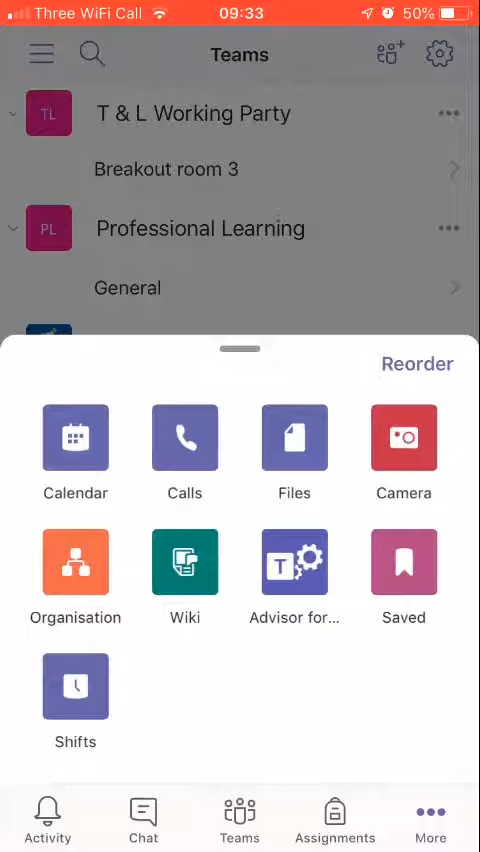 Three WiFi Call 09:33 50%
Teams
TL T & L Working Party
Breakout room 3
PL Professional Learning
General
Reorder
Calendar Calls Files Camera
T
Organisation Wiki Advisor for... Saved
Shifts
Activity Chat Teams Assignments More